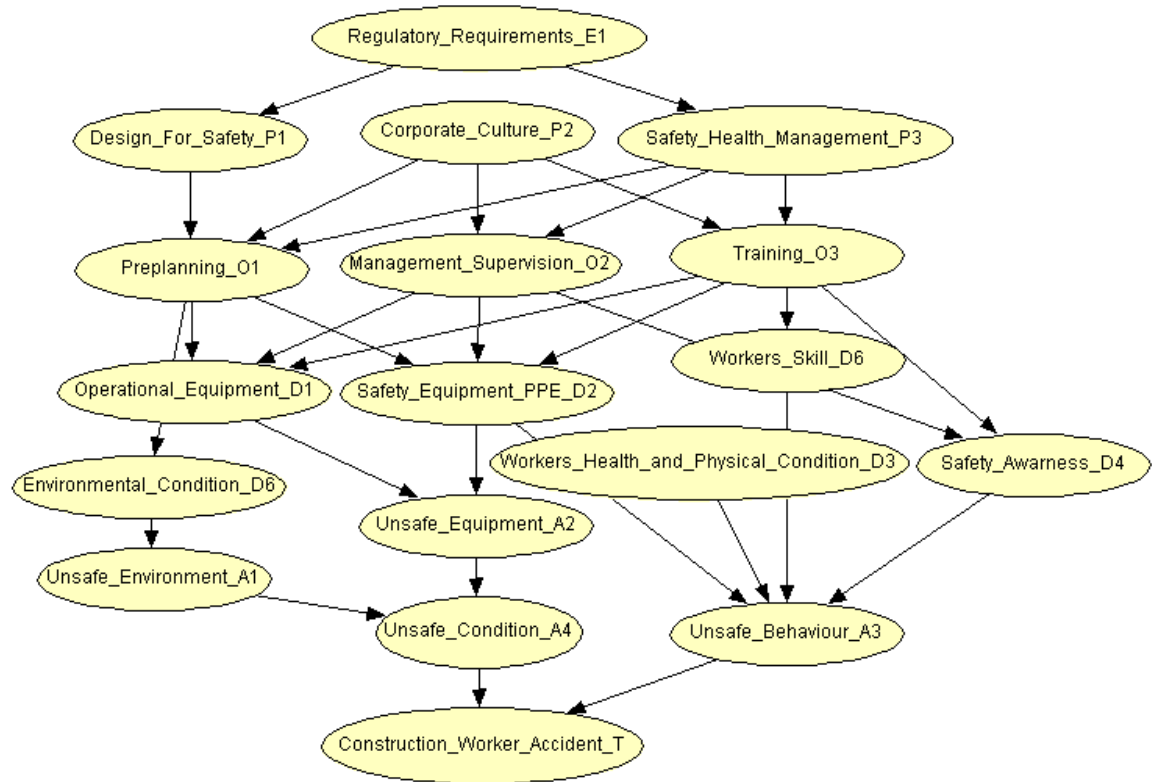 Regulatory_Requirements_E1
Design_For_Safety_P1
Corporate_Culture_P2
Safety_Health_Management_P3
Preplanning_O1
Management_Supervision_O2
Training_O3
Operational_Equipment_D1
Safety_Equipment_PPE_D2
Workers_Skill_D6
Environmental_Condition_D6
Workers_Health_and_Physical_Condition_D3
Safety_Awarness_D4
Unsafe_Equipment_A2
Unsafe_Environment_A1
Unsafe_Condition_A4
Unsafe_Behaviour_A3
Construction_Worker_Accident_T